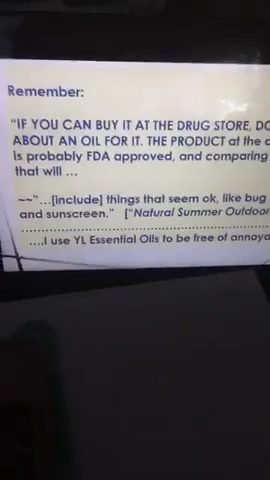 Remember:
"IF YOU CAN BUY IT AT THE DRUG STORE, DO
ABOUT AN OIL FOR IT. THE PRODUCT at the
is probably FDA approved, and comparing
that will ...
~~"...[include] things that seem ok, like bug
and sunscreen." ["Natural Summer Outdoor
....I use YL Essential Oils to be free of